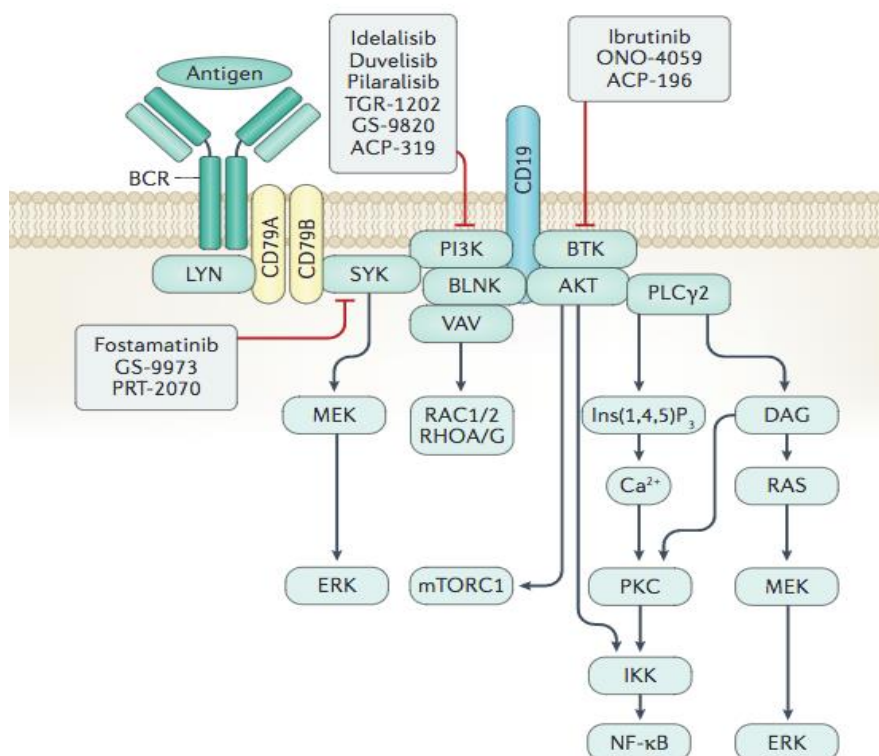 Antigen
BCR
CD79A
CD79B
LYN
SYK
Idelalisib
Duvelisib
Pilaralisib
TGR-1202
GS-9820
ACP-319
CD19
Ibrutinib
ONO-4059
ACP-196
PI3K
BTK
BLNK
AKT
PLCγ2
VAV
Fostamatinib
GS-9973
PRT-2070
MEK
RAC1/2
RHOA/G
Ins(1,4,5)P₃
DAG
Ca²⁺
RAS
ERK
mTORC1
PKC
MEK
IKK
NF-κB
ERK